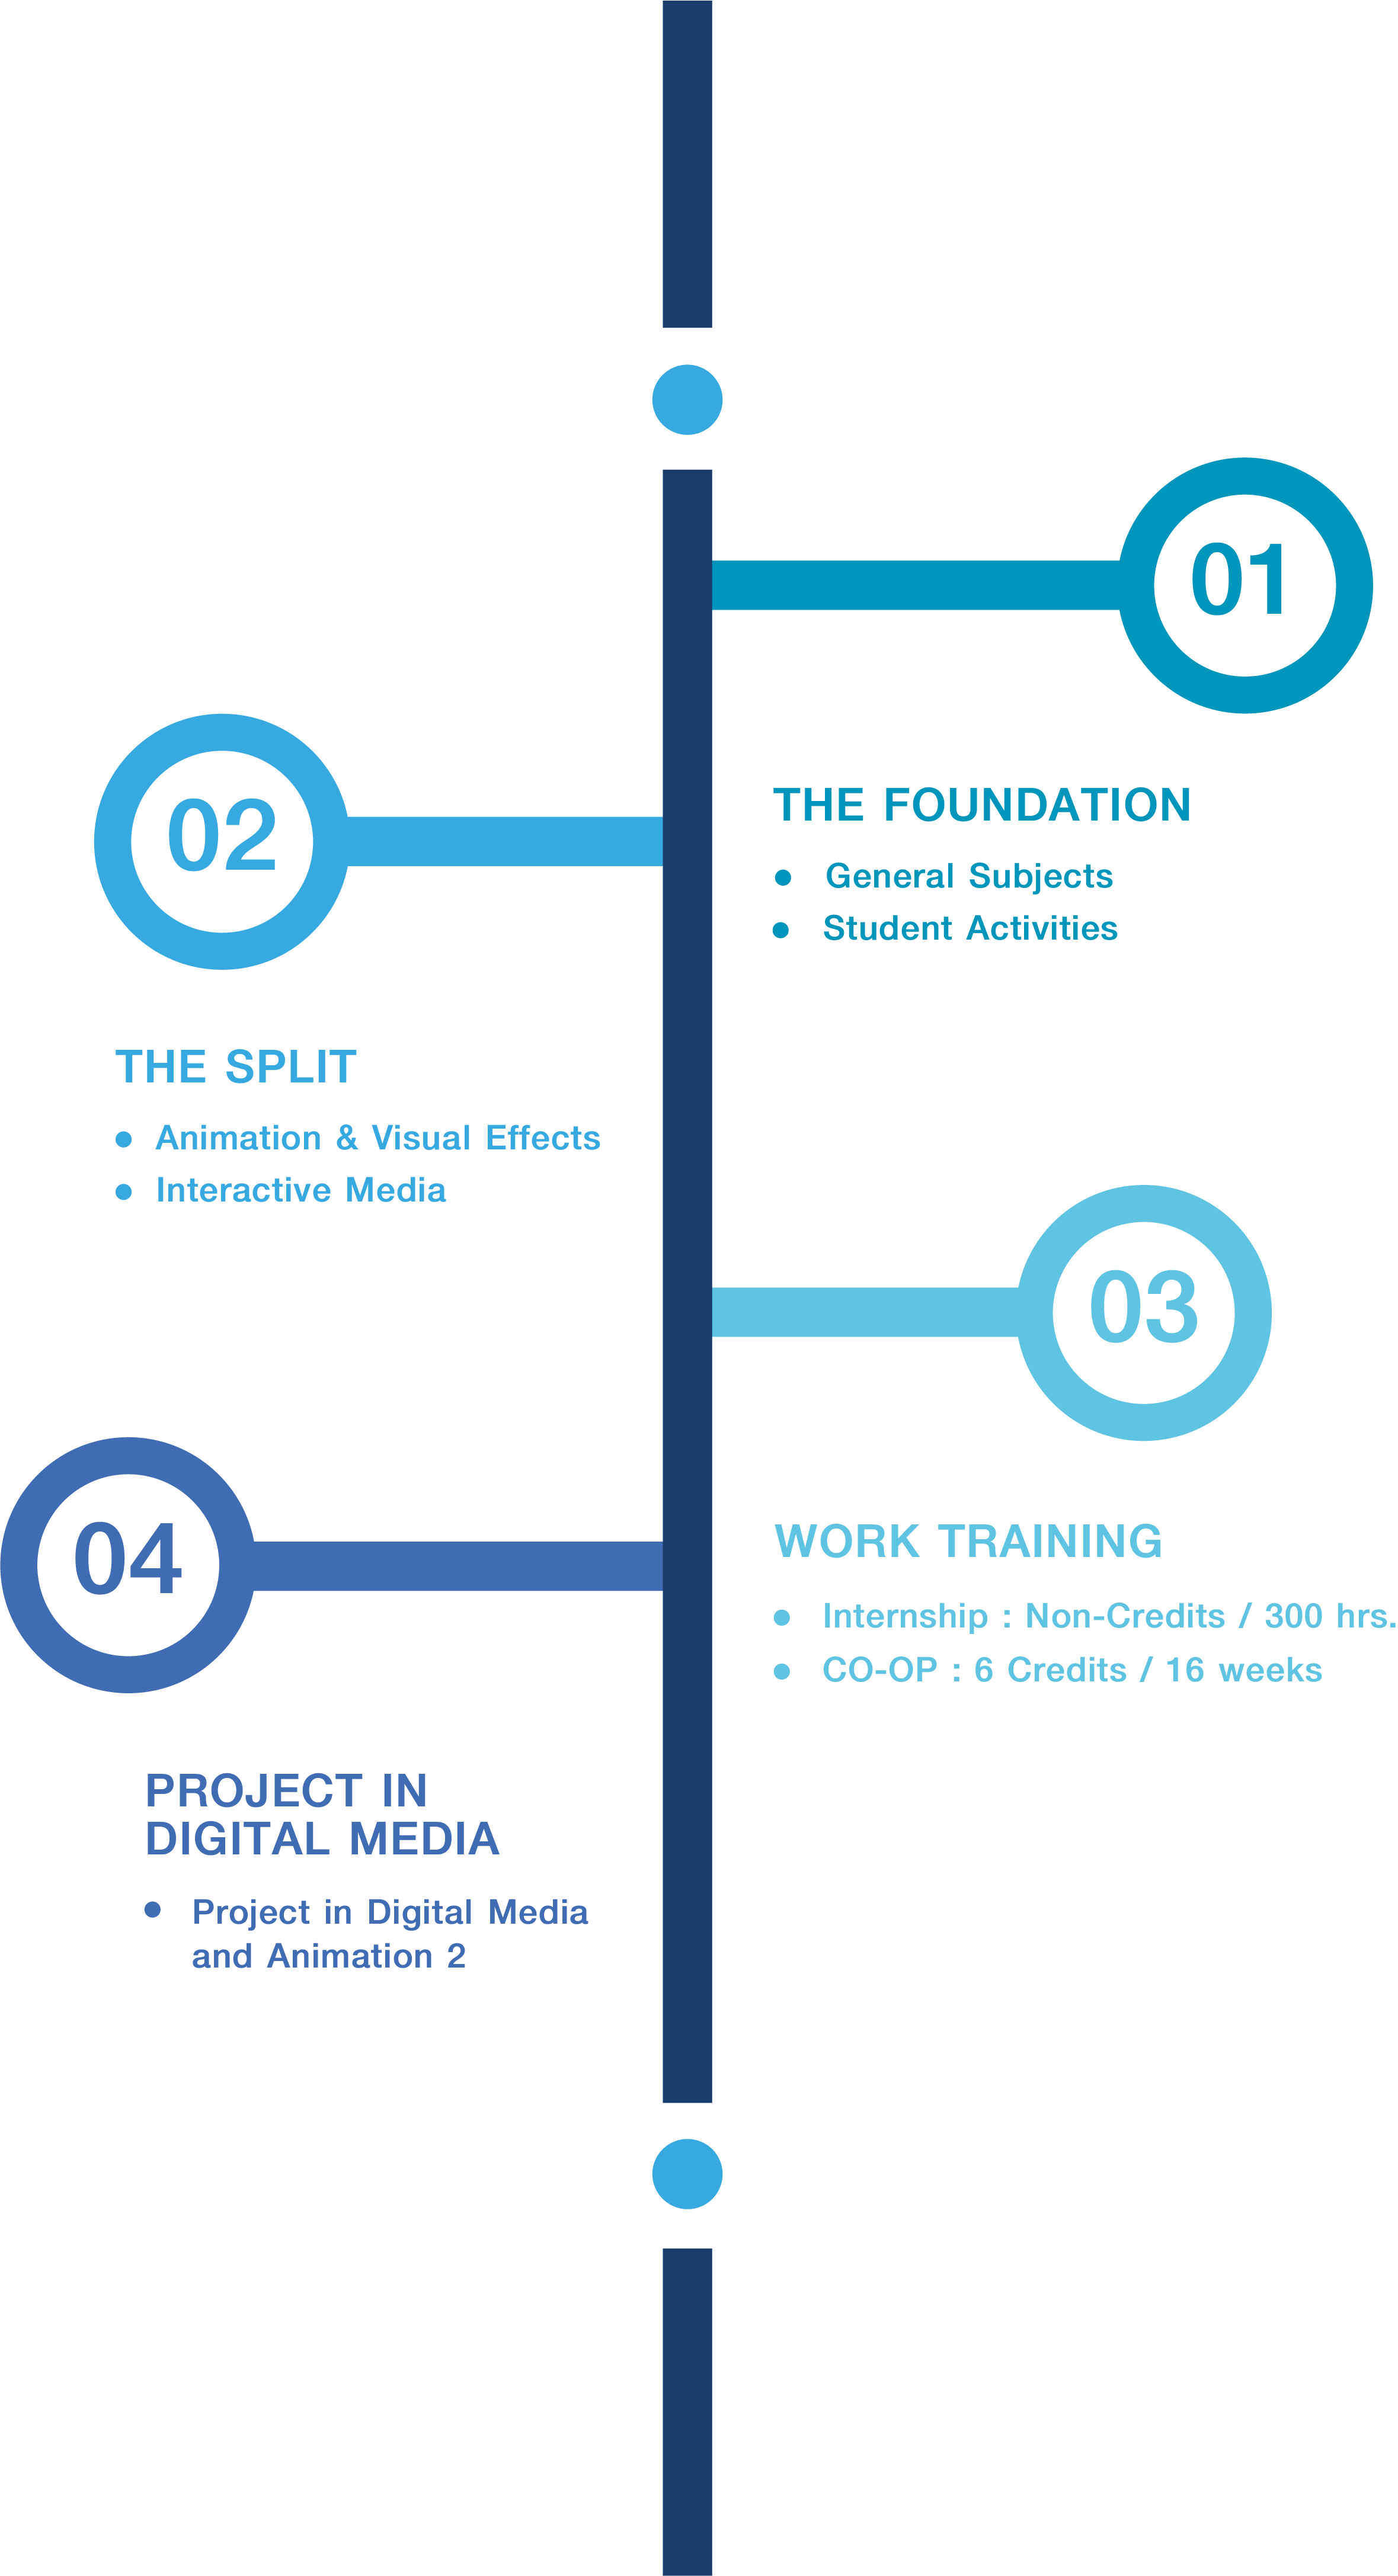 01
THE FOUNDATION
General Subjects
Student Activities
02
THE SPLIT
Animation & Visual Effects
Interactive Media
03
WORK TRAINING
Internship : Non-Credits / 300 hrs.
CO-OP : 6 Credits / 16 weeks
04
PROJECT IN
DIGITAL MEDIA
Project in Digital Media
and Animation 2